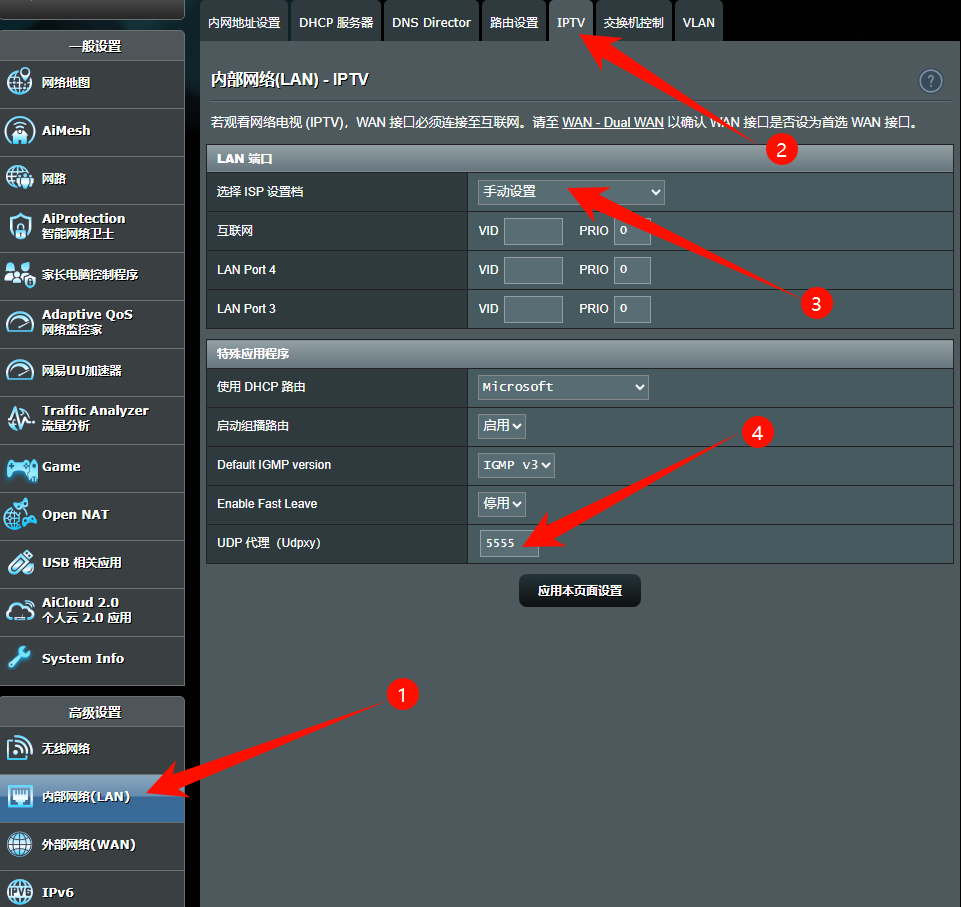 内网地址设置 DHCP 服务器 DNS Director 路由设置 IPTV 交换机控制 VLAN
一般设置
网络地图
AiMesh
网路
AiProtection
智能网络卫士
家长电脑控制程序
Adaptive QoS
网络监控家
网易UU加速器
Traffic Analyzer
流量分析
Game
Open NAT
USB 相关应用
AiCloud 2.0
个人云 2.0 应用
System Info
高级设置
无线网络
内部网络(LAN)
外部网络(WAN)
IPv6
内部网络(LAN) - IPTV
?
若观看网络电视 (IPTV)，WAN 接口必须连接至互联网。请至 WAN - Dual WAN 以确认 WAN 接口是否设为首选 WAN 接口。
LAN 端口
选择 ISP 设置档 手动设置
互联网 VID PRIO 0
LAN Port 4 VID PRIO 0
LAN Port 3 VID PRIO 0
特殊应用程序
使用 DHCP 路由 Microsoft
启动组播路由 启用
Default IGMP version IGMP v3
Enable Fast Leave 停用
UDP 代理（Udpxy） 5555
应用本页面设置
1
2
3
4